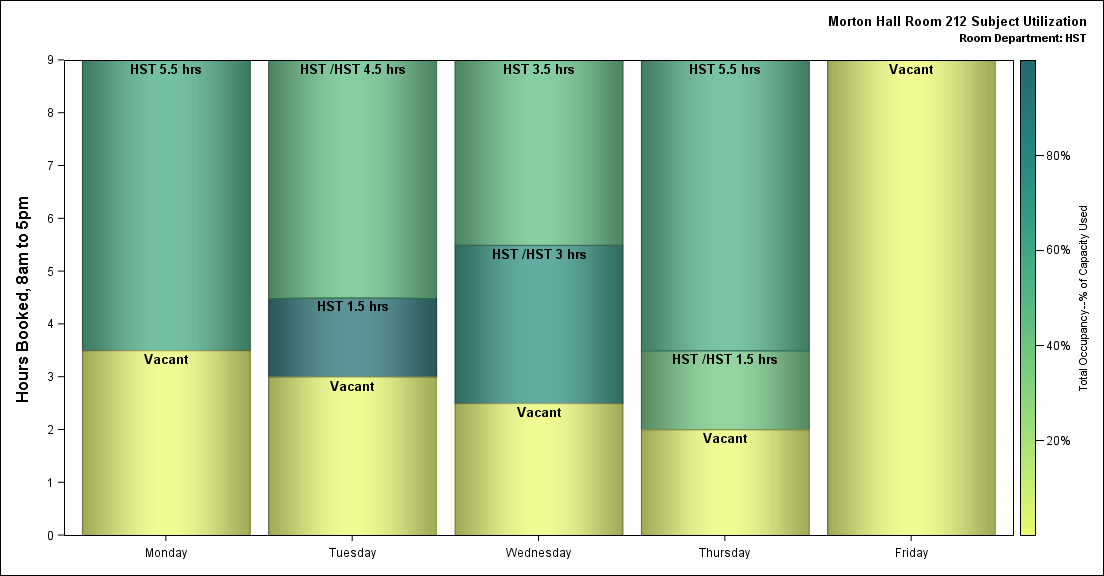 Morton Hall Room 212 Subject Utilization
Room Department: HST
Hours Booked, 8am to 5pm
9
8
7
6
5
4
3
2
1
0
HST 5.5 hrs
Vacant
HST /HST 4.5 hrs
HST 1.5 hrs
Vacant
HST 3.5 hrs
HST /HST 3 hrs
Vacant
HST 5.5 hrs
HST /HST 1.5 hrs
Vacant
Vacant
Monday
Tuesday
Wednesday
Thursday
Friday
80%
60%
40%
20%
Total Occupancy--% of Capacity Used